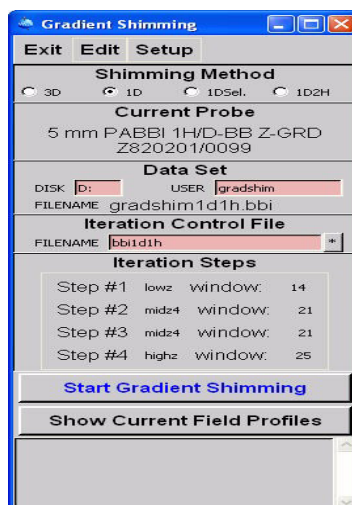 Gradient Shimming
Exit Edit Setup
Shimming Method
3D 1D 1DSel. 1D2H
Current Probe
5 mm PABBI 1H/D-BB Z-GRD
Z820201/0099
Data Set
DISK D: USER gradshim
FILENAME gradshim1d1h.bbi
Iteration Control File
FILENAME bbi1d1h *
Iteration Steps
Step #1 lowz window: 14
Step #2 midz4 window: 21
Step #3 midz4 window: 21
Step #4 highz window: 25
Start Gradient Shimming
Show Current Field Profiles